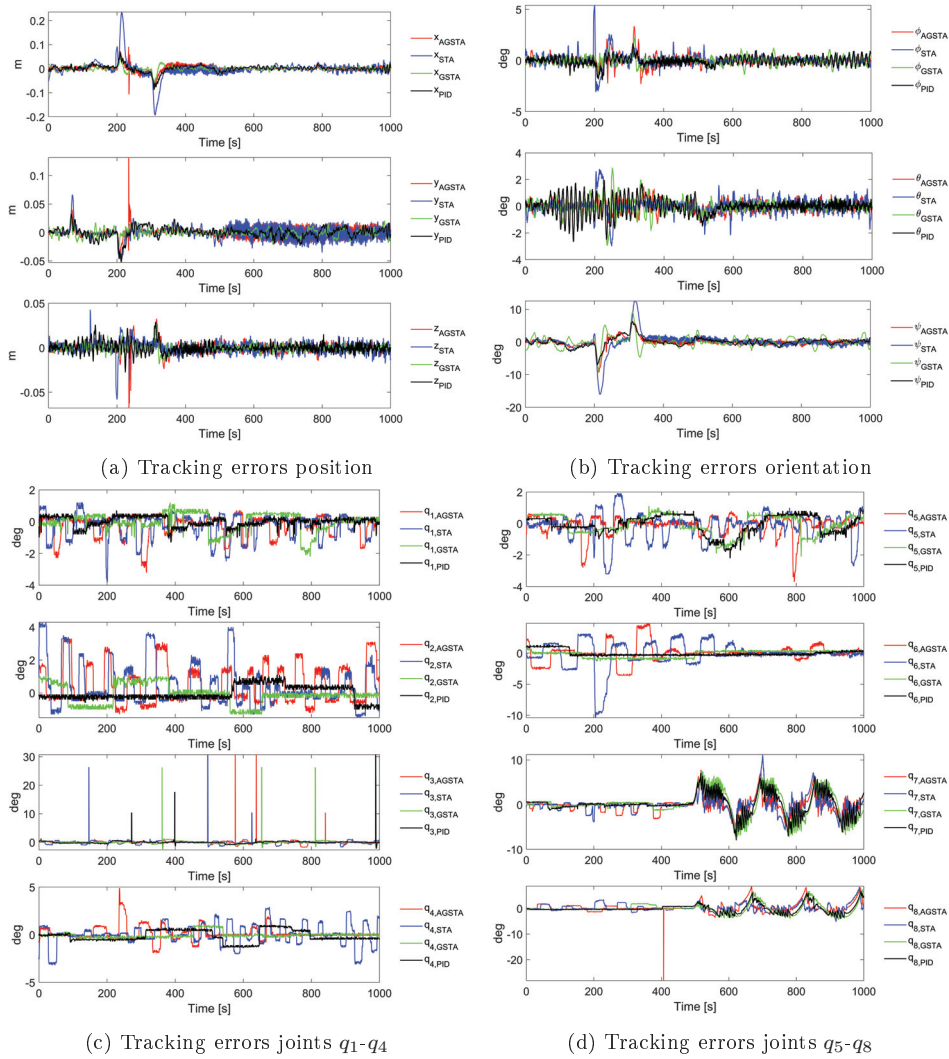 0.2
0.1
0
-0.1
-0.2
m
0 200 400 600 800 1000
Time [s]
x_AGSTA
x_STA
x_GSTA
x_PID
0.1
0.05
0
-0.05
m
0 200 400 600 800 1000
Time [s]
y_AGSTA
y_STA
y_GSTA
y_PID
0.05
0
-0.05
m
0 200 400 600 800 1000
Time [s]
z_AGSTA
z_STA
z_GSTA
z_PID
(a) Tracking errors position
5
0
-5
deg
0 200 400 600 800 1000
Time [s]
ϕ_AGSTA
ϕ_STA
ϕ_GSTA
ϕ_PID
4
2
0
-2
-4
deg
0 200 400 600 800 1000
Time [s]
θ_AGSTA
θ_STA
θ_GSTA
θ_PID
10
0
-10
-20
deg
0 200 400 600 800 1000
Time [s]
ψ_AGSTA
ψ_STA
ψ_GSTA
ψ_PID
(b) Tracking errors orientation
2
0
-2
-4
deg
0 200 400 600 800 1000
Time [s]
q_1,AGSTA
q_1,STA
q_1,GSTA
q_1,PID
4
2
0
deg
0 200 400 600 800 1000
Time [s]
q_2,AGSTA
q_2,STA
q_2,GSTA
q_2,PID
30
20
10
0
deg
0 200 400 600 800 1000
Time [s]
q_3,AGSTA
q_3,STA
q_3,GSTA
q_3,PID
5
0
-5
deg
0 200 400 600 800 1000
Time [s]
q_4,AGSTA
q_4,STA
q_4,GSTA
q_4,PID
(c) Tracking errors joints q_1-q_4
2
0
-2
-4
deg
0 200 400 600 800 1000
Time [s]
q_5,AGSTA
q_5,STA
q_5,GSTA
q_5,PID
5
0
-5
-10
deg
0 200 400 600 800 1000
Time [s]
q_6,AGSTA
q_6,STA
q_6,GSTA
q_6,PID
10
0
-10
deg
0 200 400 600 800 1000
Time [s]
q_7,AGSTA
q_7,STA
q_7,GSTA
q_7,PID
0
-10
-20
deg
0 200 400 600 800 1000
Time [s]
q_8,AGSTA
q_8,STA
q_8,GSTA
q_8,PID
(d) Tracking errors joints q_5-q_8